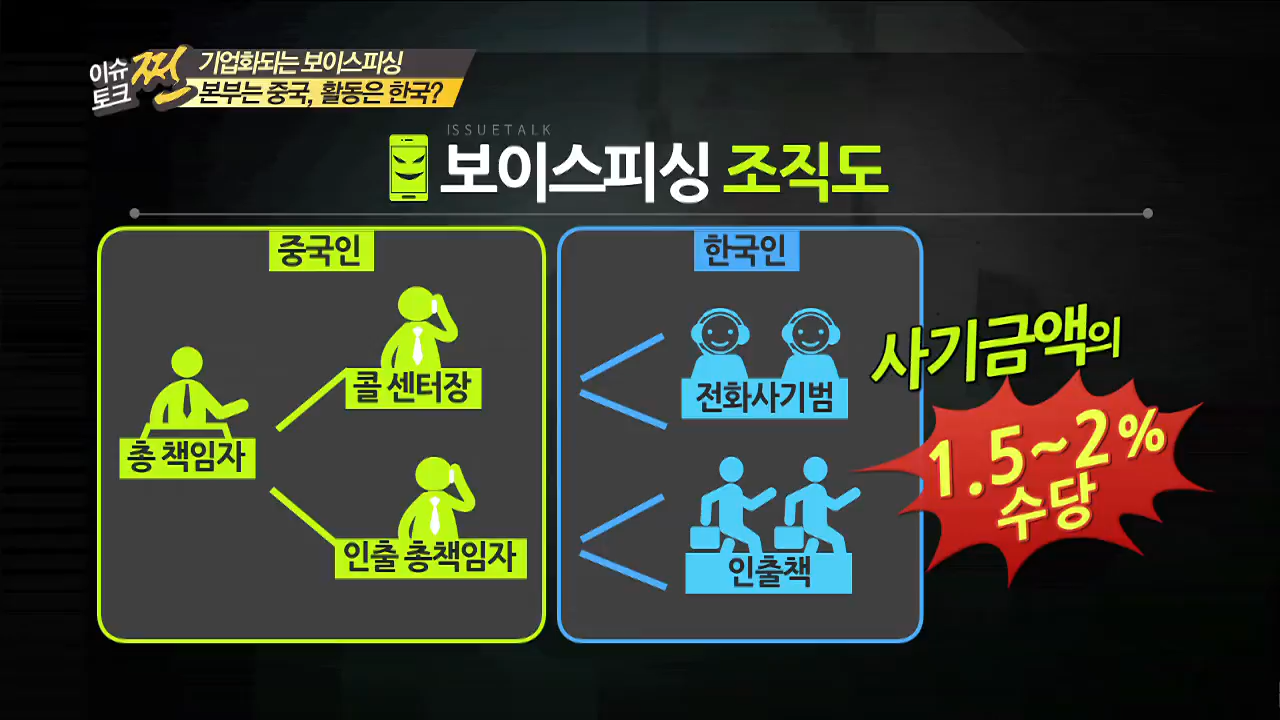 이슈
토크
찐
기업화되는 보이스피싱
본부는 중국, 활동은 한국?
ISSUETALK
보이스피싱 조직도
중국인
한국인
콜 센터장
총 책임자
인출 총책임자
전화사기범
인출책
사기금액의
1.5~2%
수당